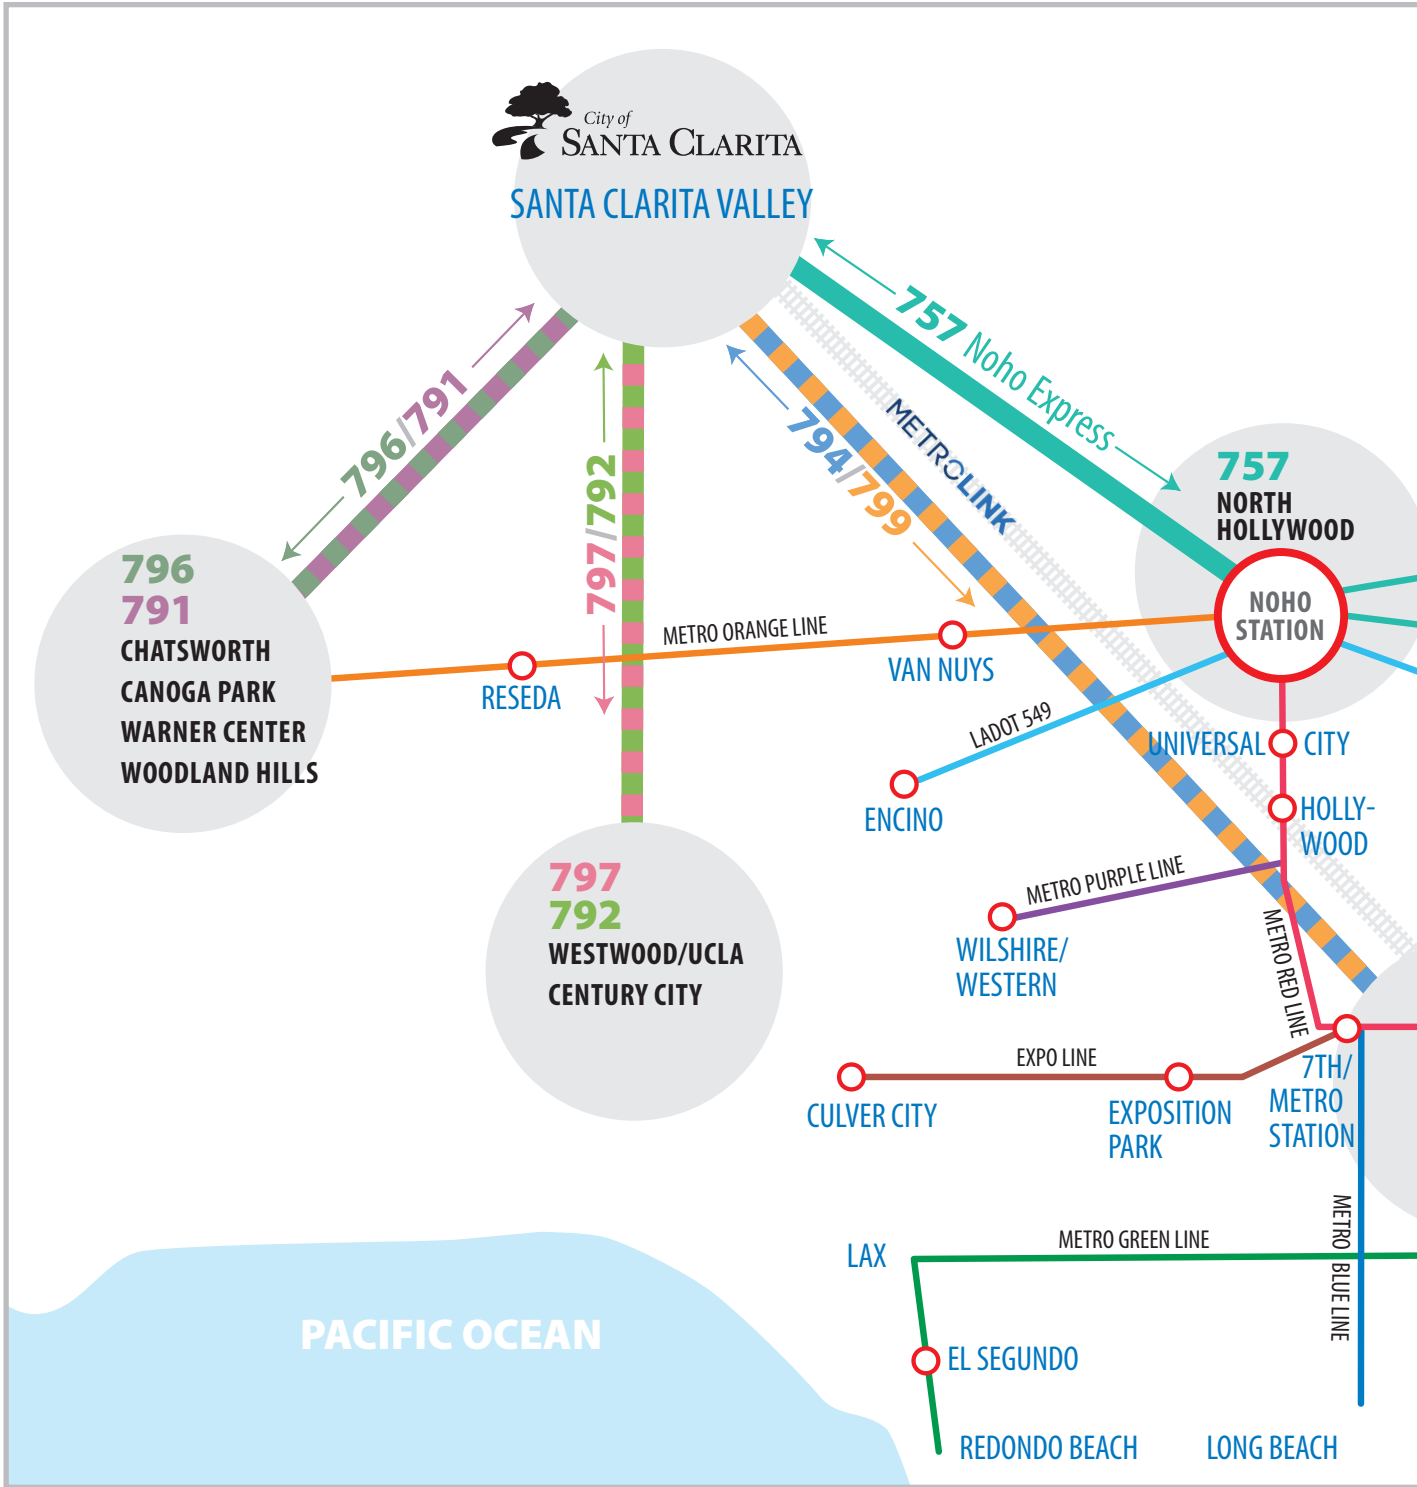 City of
SANTA CLARITA
SANTA CLARITA VALLEY
757 Noho Express
796/791
797/792
794/799
METROLINK
757
NORTH
HOLLYWOOD
NOHO
STATION
796
791
CHATSWORTH
CANOGA PARK
WARNER CENTER
WOODLAND HILLS
METRO ORANGE LINE
RESEDA
VAN NUYS
LADOT 549
ENCINO
UNIVERSAL CITY
HOLLY-
WOOD
797
792
WESTWOOD/UCLA
CENTURY CITY
METRO PURPLE LINE
WILSHIRE/
WESTERN
METRO RED LINE
EXPO LINE
CULVER CITY
EXPOSITION
PARK
7TH/
METRO
STATION
METRO BLUE LINE
METRO GREEN LINE
LAX
EL SEGUNDO
REDONDO BEACH
LONG BEACH
PACIFIC OCEAN